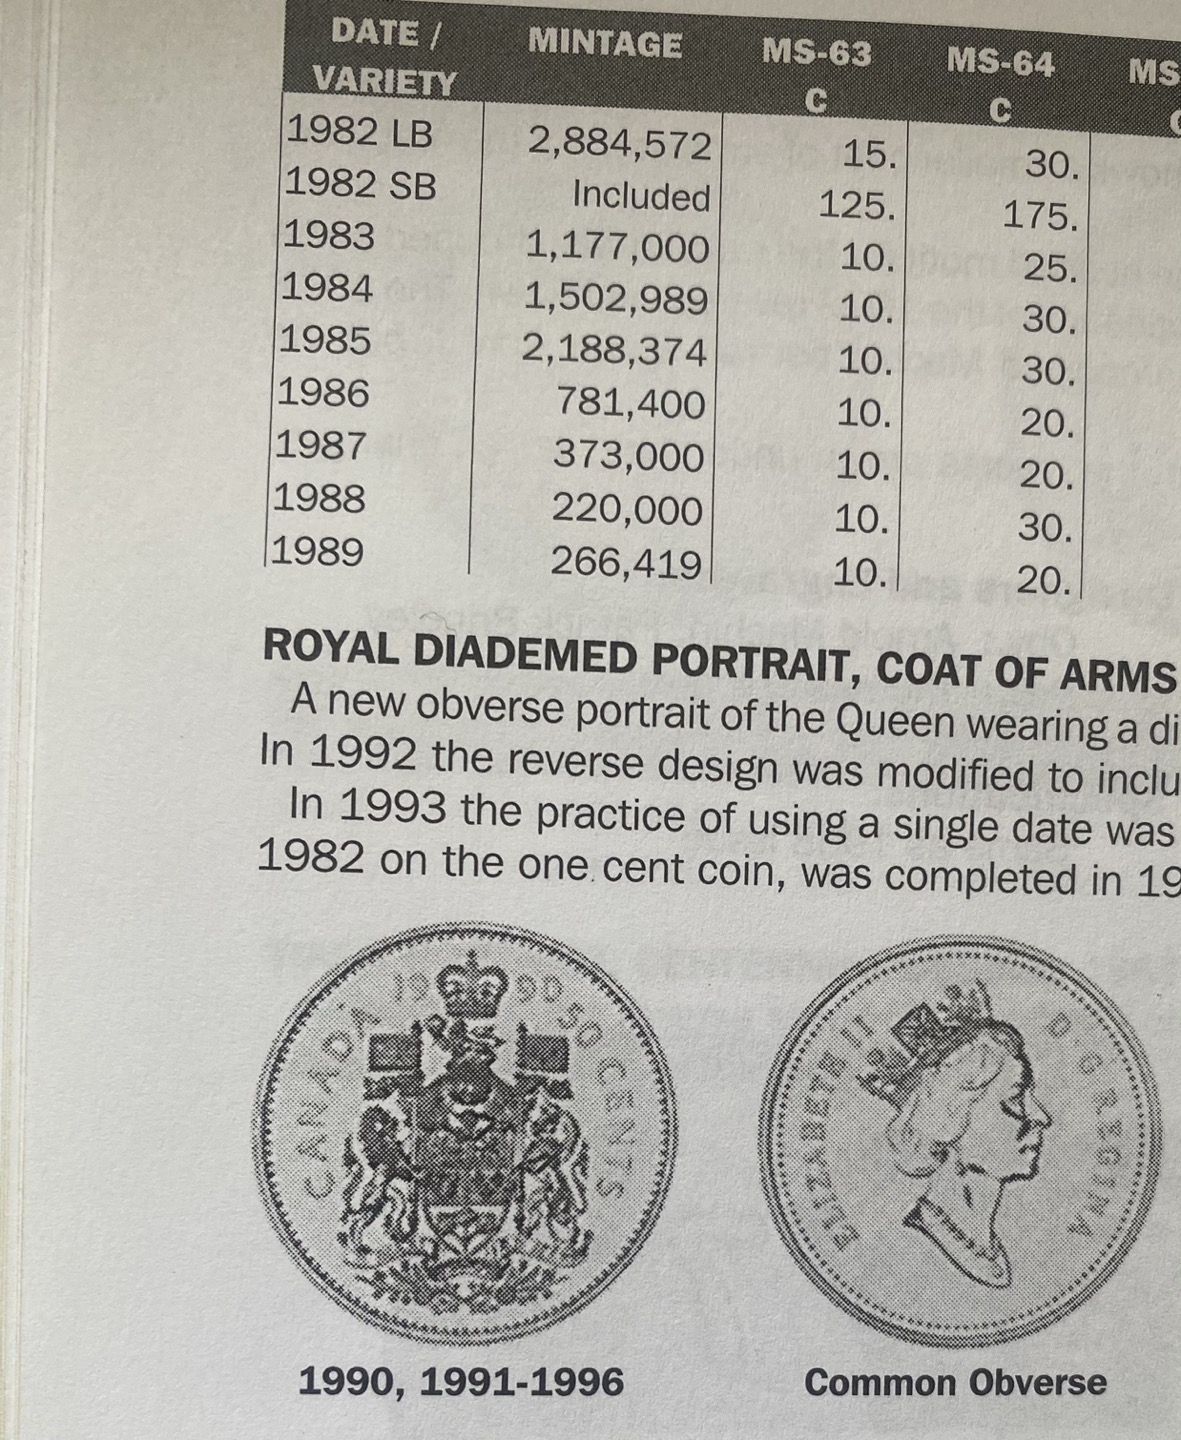 DATE / VARIETY MINTAGE MS-63 C MS-64 C MS
1982 LB 2,884,572 15. 30.
1982 SB Included 125. 175.
1983 1,177,000 10. 25.
1984 1,502,989 10. 30.
1985 2,188,374 10. 30.
1986 781,400 10. 20.
1987 373,000 10. 20.
1988 220,000 10. 30.
1989 266,419 10. 20.
ROYAL DIADEMED PORTRAIT, COAT OF ARMS
A new obverse portrait of the Queen wearing a di
In 1992 the reverse design was modified to inclu
In 1993 the practice of using a single date was
1982 on the one cent coin, was completed in 19
CANADA 1990 50 CENTS
ELIZABETH II D·G·REGINA
1990, 1991-1996
Common Obverse